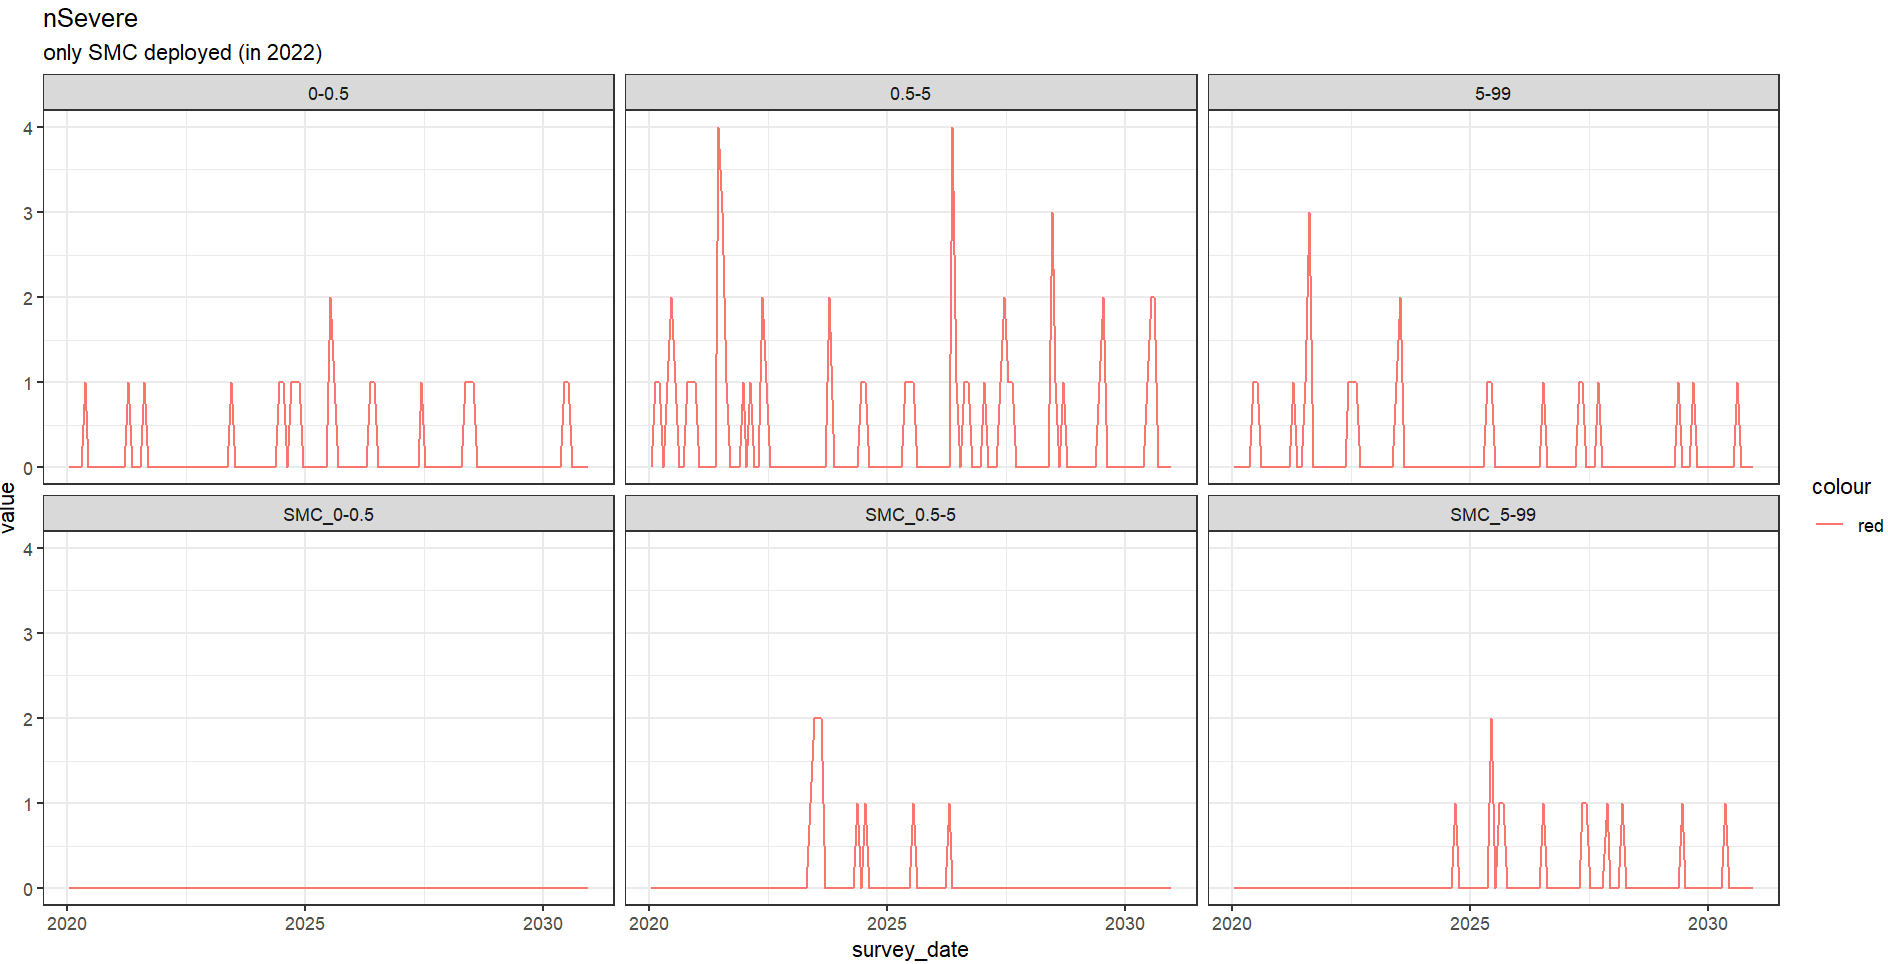 nSevere
only SMC deployed (in 2022)
0-0.5
0.5-5
5-99
4
3
2
1
0
SMC_0-0.5
SMC_0.5-5
SMC_5-99
4
3
2
1
0
value
2020
2025
2030
2020
2025
2030
2020
2025
2030
survey_date
colour
red